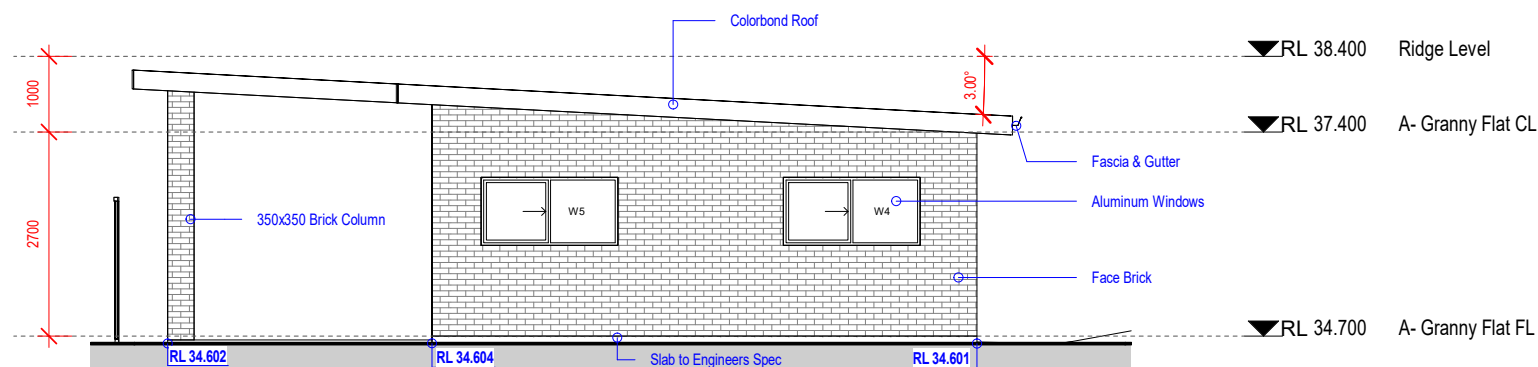 Colorbond Roof
RL 38.400 Ridge Level
1000
3.00°
RL 37.400 A- Granny Flat CL
Fascia & Gutter
Aluminum Windows
W5
W4
350x350 Brick Column
2700
Face Brick
RL 34.700 A- Granny Flat FL
RL 34.602
RL 34.604
Slab to Engineers Spec
RL 34.601